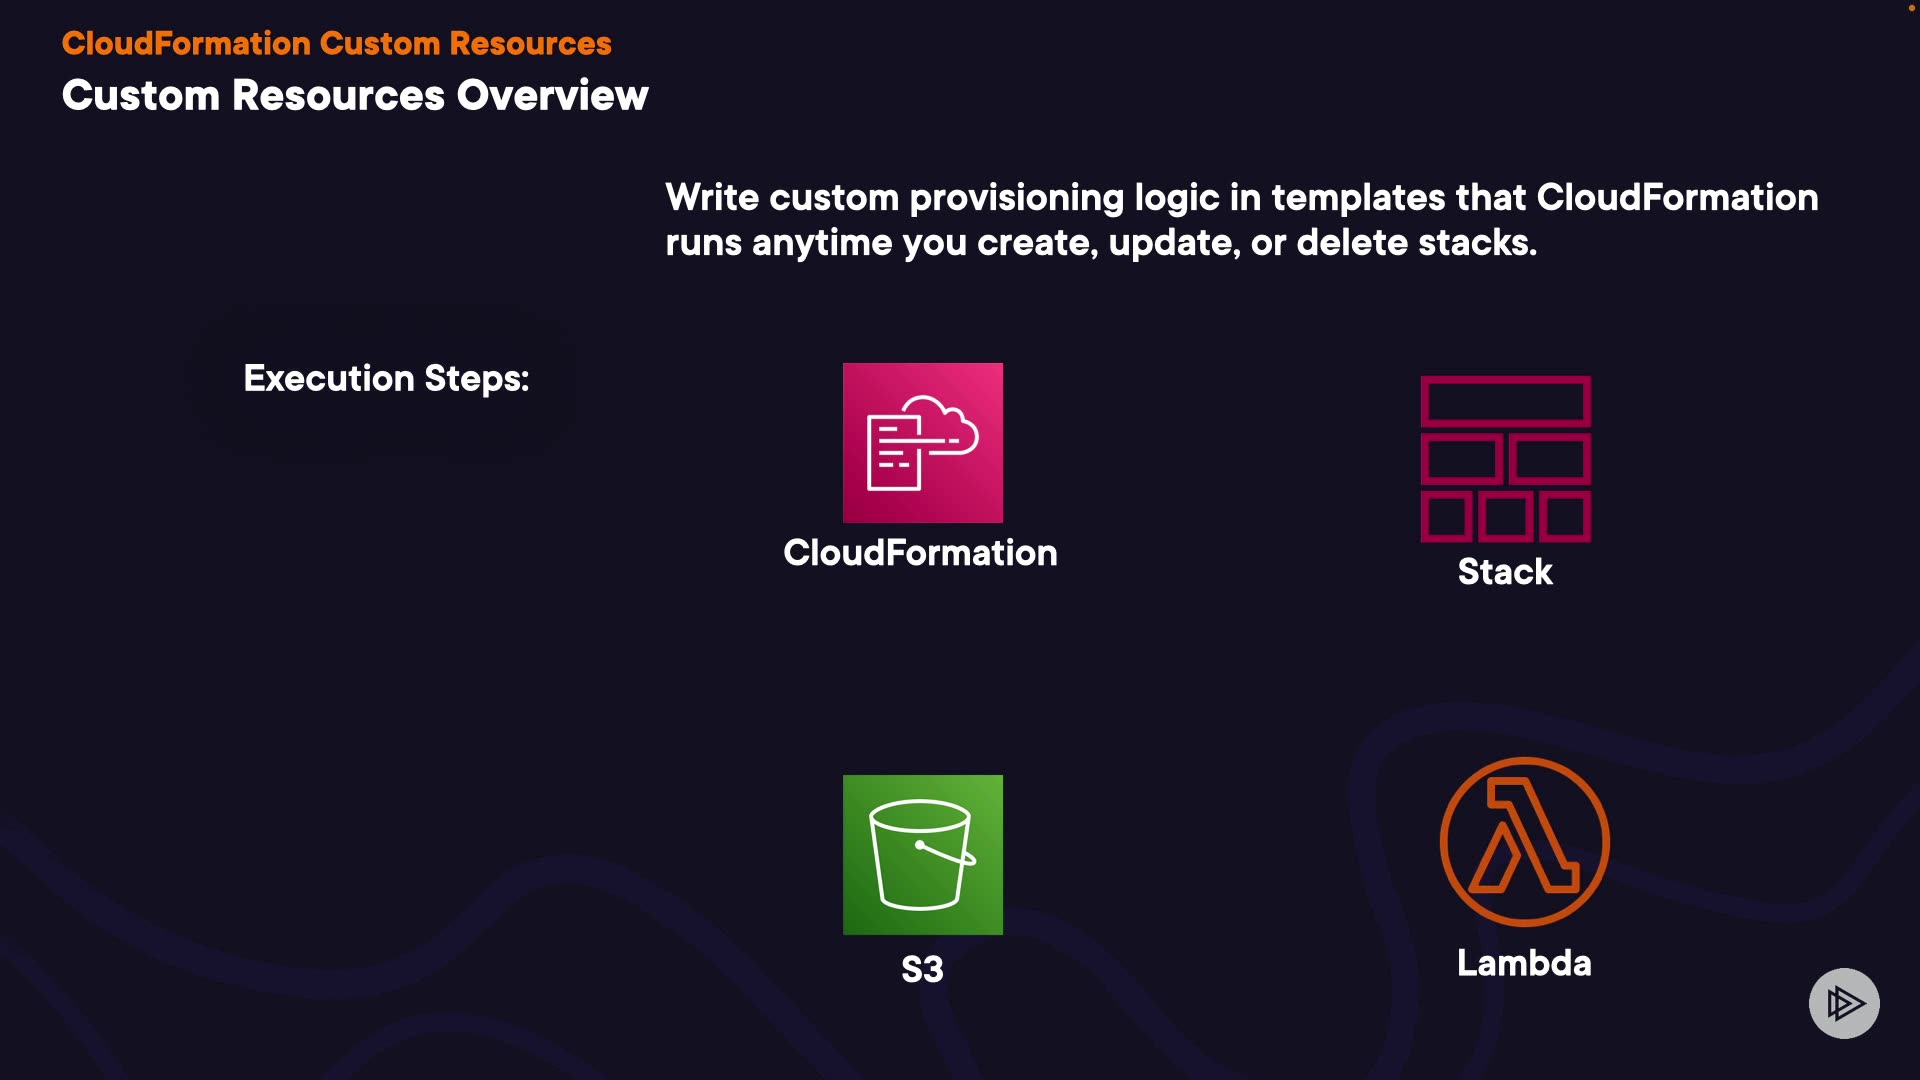 CloudFormation Custom Resources
Custom Resources Overview
Write custom provisioning logic in templates that CloudFormation
runs anytime you create, update, or delete stacks.
Execution Steps:
CloudFormation
Stack
S3
Lambda